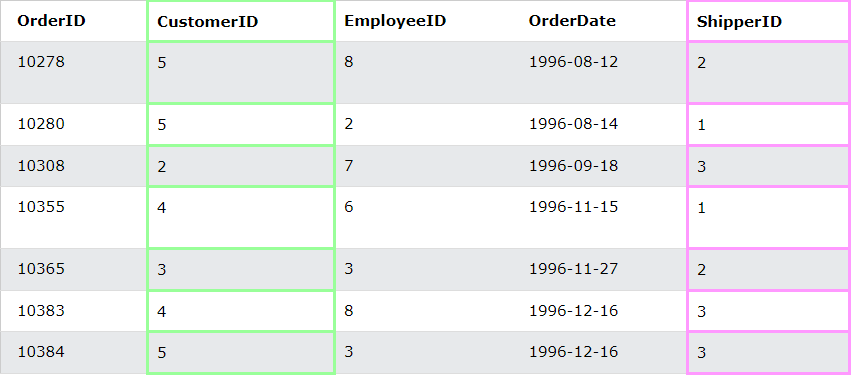 OrderID CustomerID EmployeeID OrderDate ShipperID
10278 5 8 1996-08-12 2
10280 5 2 1996-08-14 1
10308 2 7 1996-09-18 3
10355 4 6 1996-11-15 1
10365 3 3 1996-11-27 2
10383 4 8 1996-12-16 3
10384 5 3 1996-12-16 3